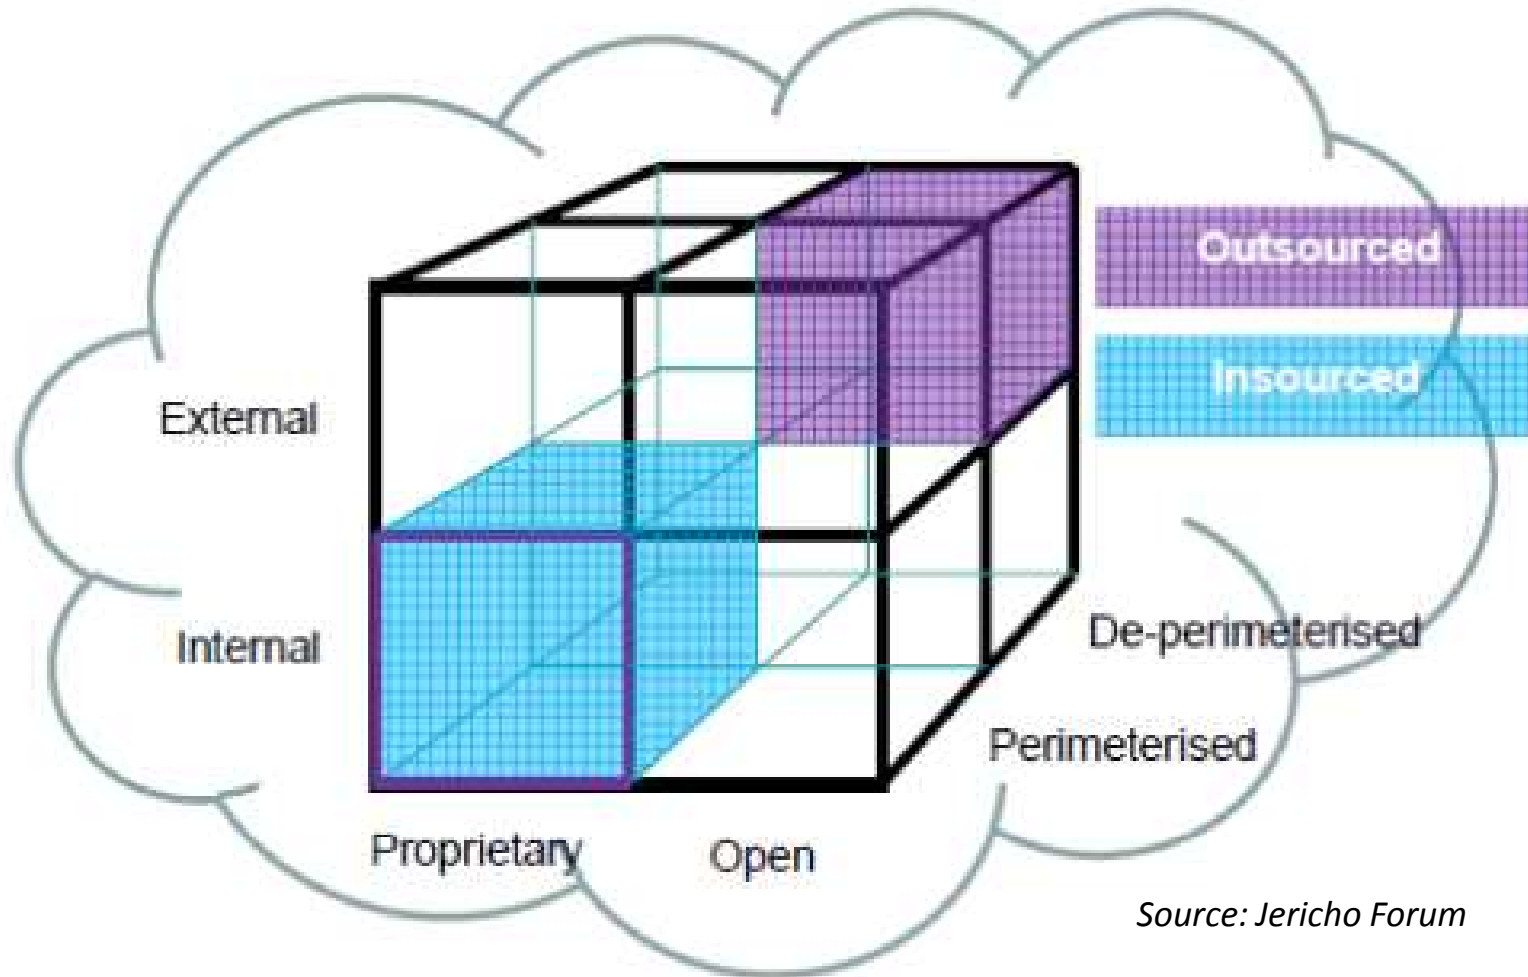 Outsourced
Insourced
External
Internal
De-perimeterised
Perimeterised
Proprietary
Open
Source: Jericho Forum